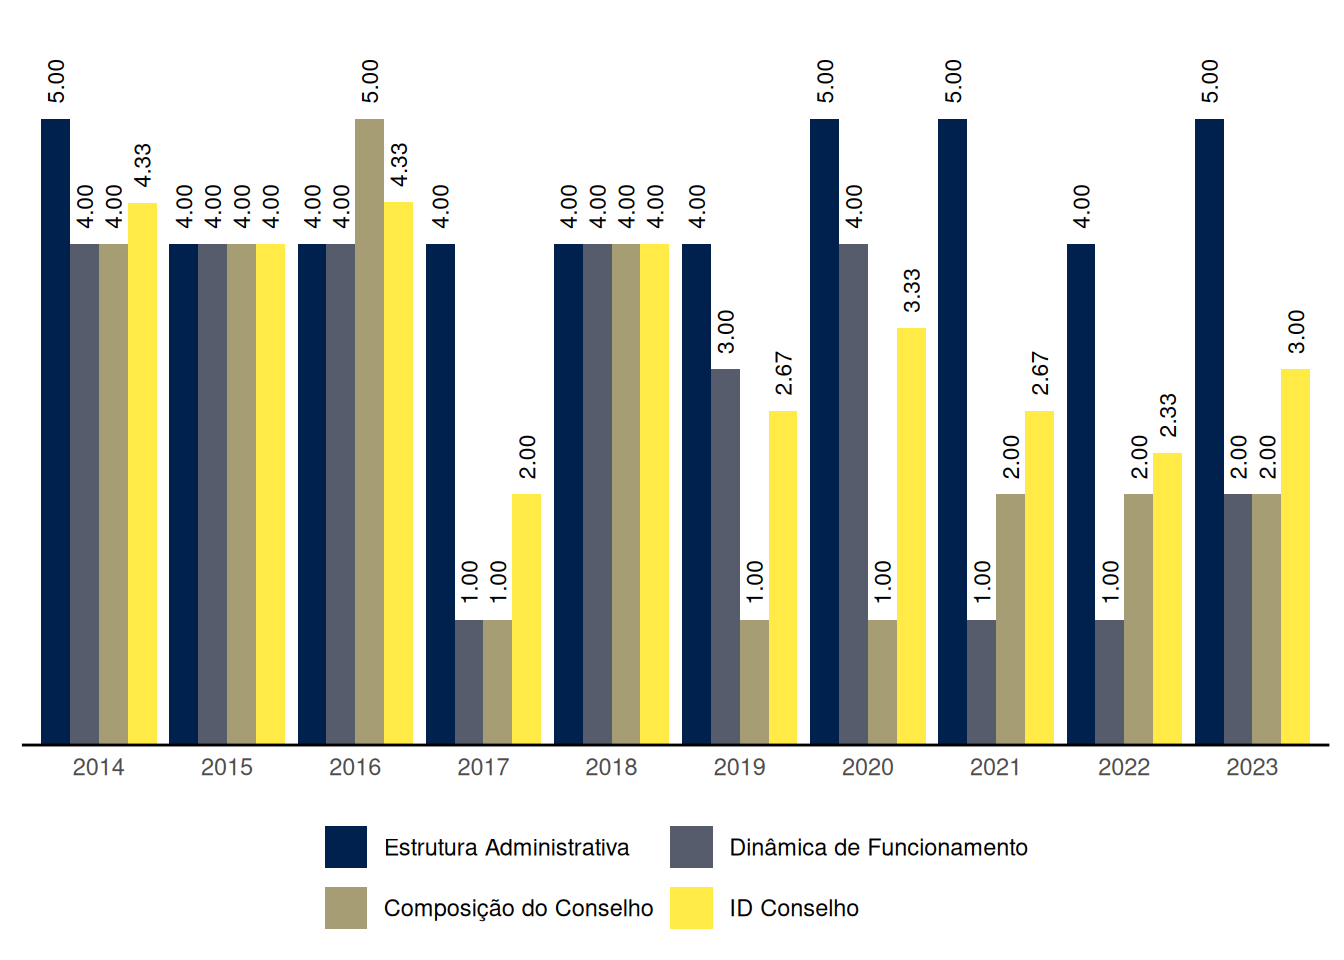 5.00 4.00 4.00 4.33 4.00 4.00 4.00 4.00 4.00 4.00 5.00 4.33 4.00 1.00 1.00 2.00 4.00 4.00 4.00 4.00 4.00 3.00 1.00 2.67 5.00 4.00 1.00 3.33 5.00 1.00 2.00 2.67 4.00 1.00 2.00 2.33 5.00 2.00 2.00 3.00
2014 2015 2016 2017 2018 2019 2020 2021 2022 2023
Estrutura Administrativa Dinâmica de Funcionamento
Composição do Conselho ID Conselho